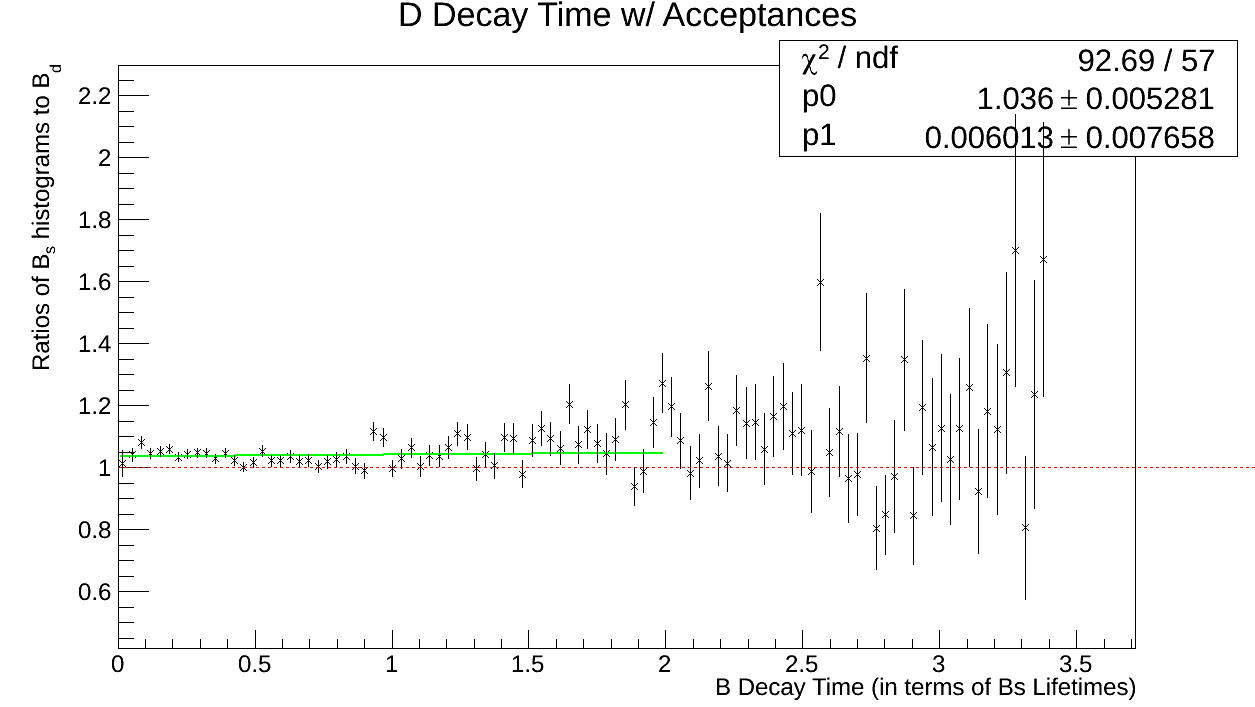 D Decay Time w/ Acceptances
χ² / ndf 92.69 / 57
p0 1.036 ± 0.005281
p1 0.006013 ± 0.007658
Ratios of Bs histograms to Bd
2.2
2
1.8
1.6
1.4
1.2
1
0.8
0.6
0 0.5 1 1.5 2 2.5 3 3.5
B Decay Time (in terms of Bs Lifetimes)